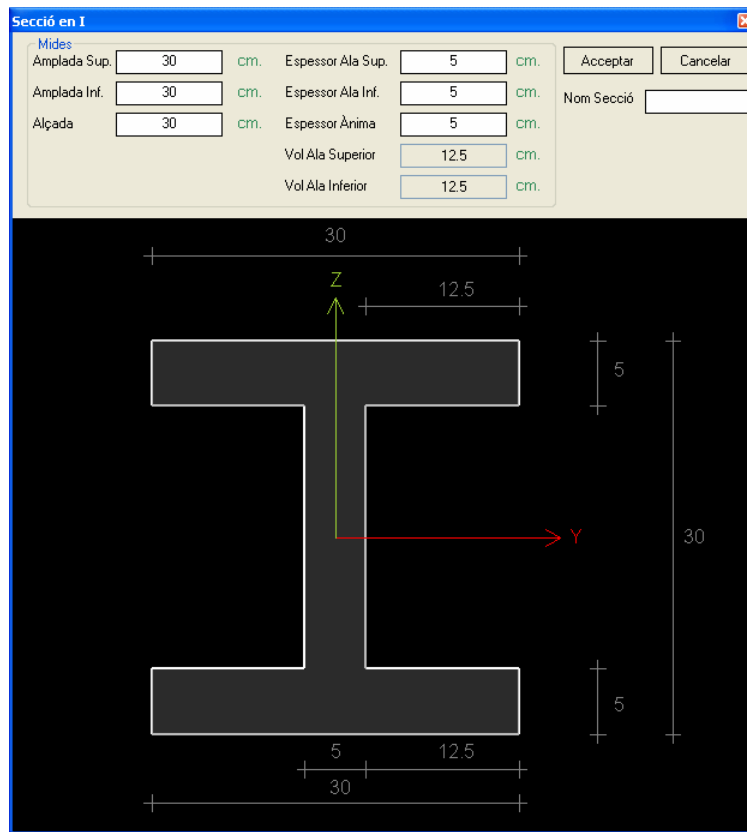 Secció en I
Mides
Amplada Sup. 30 cm. Espessor Ala Sup. 5 cm. Acceptar Cancelar
Amplada Inf. 30 cm. Espessor Ala Inf. 5 cm. Nom Secció
Alçada 30 cm. Espessor Ànima 5 cm.
Vol Ala Superior 12.5 cm.
Vol Ala Inferior 12.5 cm.
30
Z
12.5
5
Y
30
5
5 12.5
30